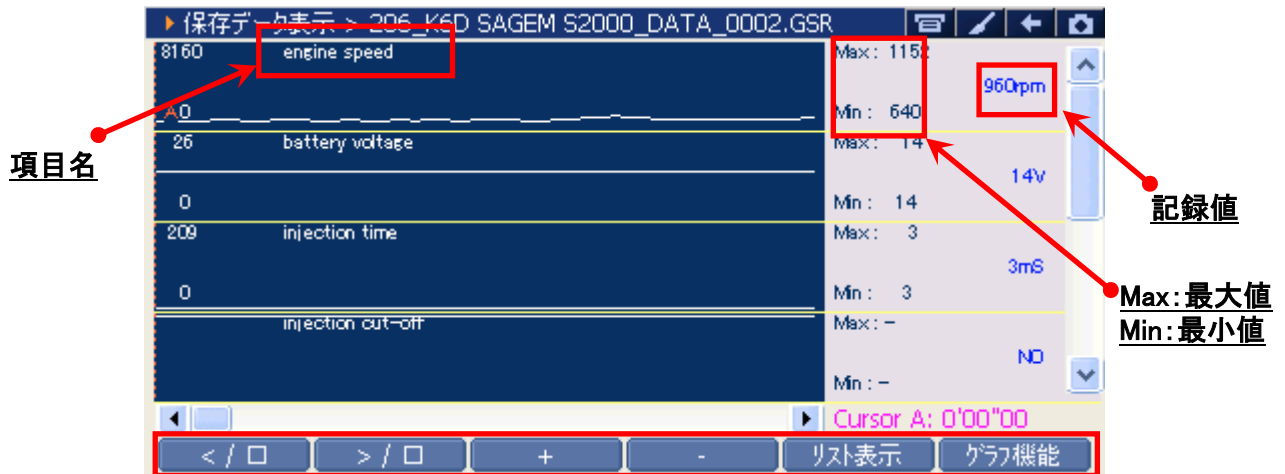 保存データ表示 > 206_K6D SAGEM S2000_DATA_0002.GSR
8160 engine speed Max: 1152
960rpm
A0 Min: 640
項目名
26 battery voltage Max: 14
14V
0 Min: 14
記録値
209 injection time Max: 3
3mS
0 Min: 3
Max:最大値
Min:最小値
injection cut-off Max:-
NO
Min:-
Cursor A: 0'00"00
< / ロ > / ロ + - リスト表示 グラフ機能